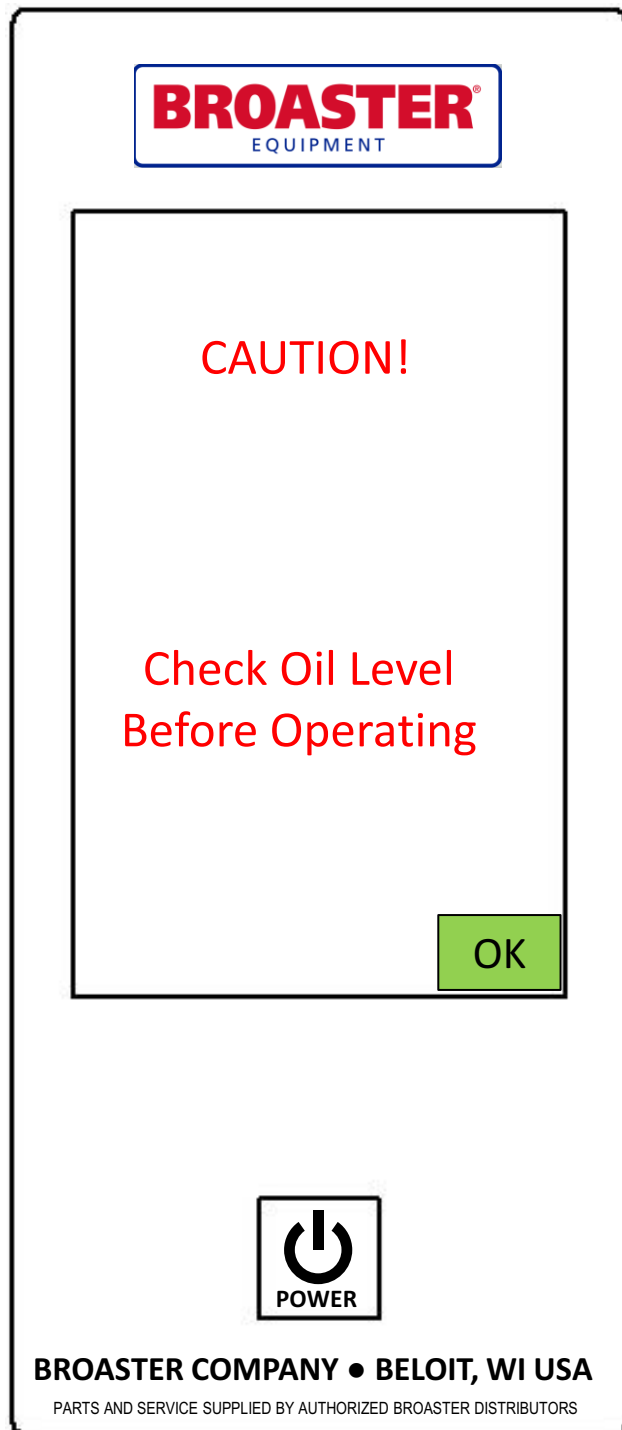 BROASTER®
EQUIPMENT
CAUTION!
Check Oil Level
Before Operating
OK
POWER
BROASTER COMPANY ● BELOIT, WI USA
PARTS AND SERVICE SUPPLIED BY AUTHORIZED BROASTER DISTRIBUTORS